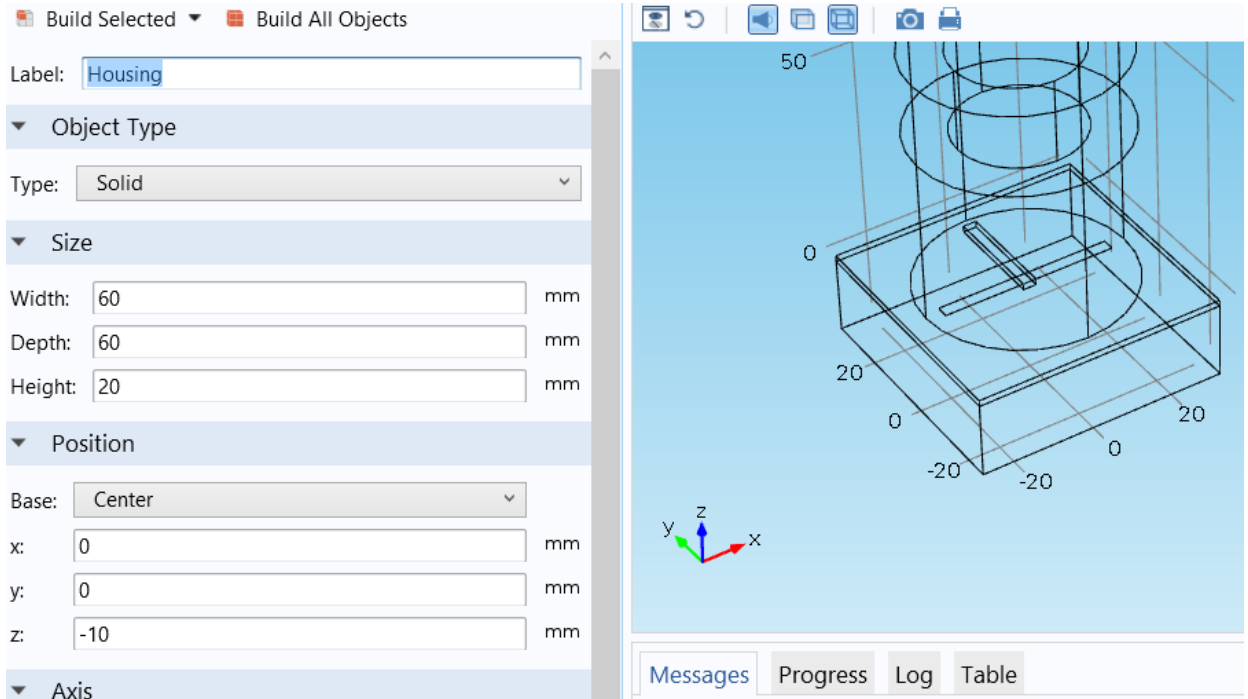 Build Selected Build All Objects
Label: Housing
Object Type
Type: Solid
Size
Width: 60 mm
Depth: 60 mm
Height: 20 mm
Position
Base: Center
x: 0 mm
y: 0 mm
z: -10 mm
Axis
50
0
20
0
-20
20
0
-20
z
y
x
Messages Progress Log Table